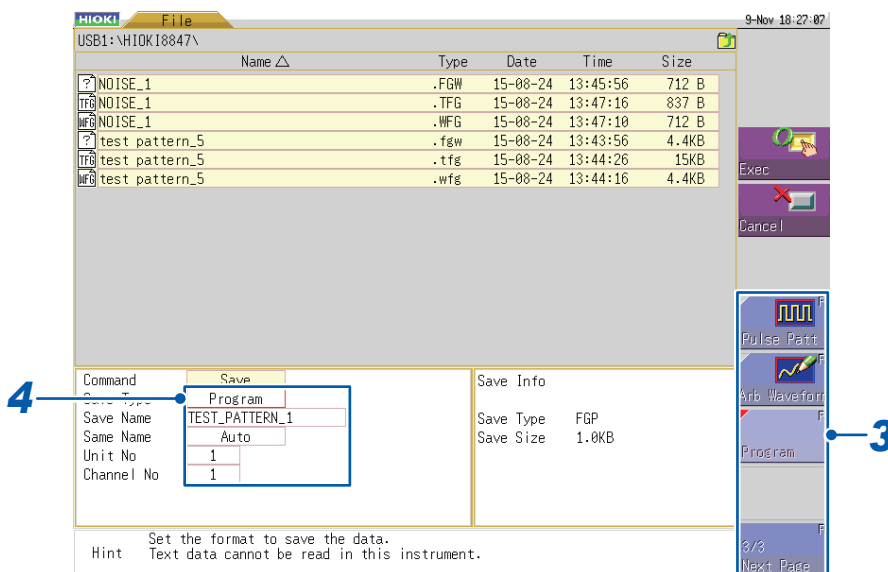 HIOKI File 9-Nov 18:27:07
USB1:\HIOKI8847\
Name △ Type Date Time Size
? NOISE_1 .FGW 15-08-24 13:45:56 712 B
TFG NOISE_1 .TFG 15-08-24 13:47:16 837 B
WFG NOISE_1 .WFG 15-08-24 13:47:10 712 B
? test pattern_5 .fgw 15-08-24 13:43:56 4.4KB
TFG test pattern_5 .tfg 15-08-24 13:44:26 15KB
WFG test pattern_5 .wfg 15-08-24 13:44:16 4.4KB
Exec
Cancel
F
Pulse Patt
F
Arb Waveform
F
Program
F
3/3
Next Page
3
4
Command Save
Save Type Program
Save Name TEST_PATTERN_1
Same Name Auto
Unit No 1
Channel No 1
Save Info
Save Type FGP
Save Size 1.0KB
Hint Set the format to save the data.
Text data cannot be read in this instrument.